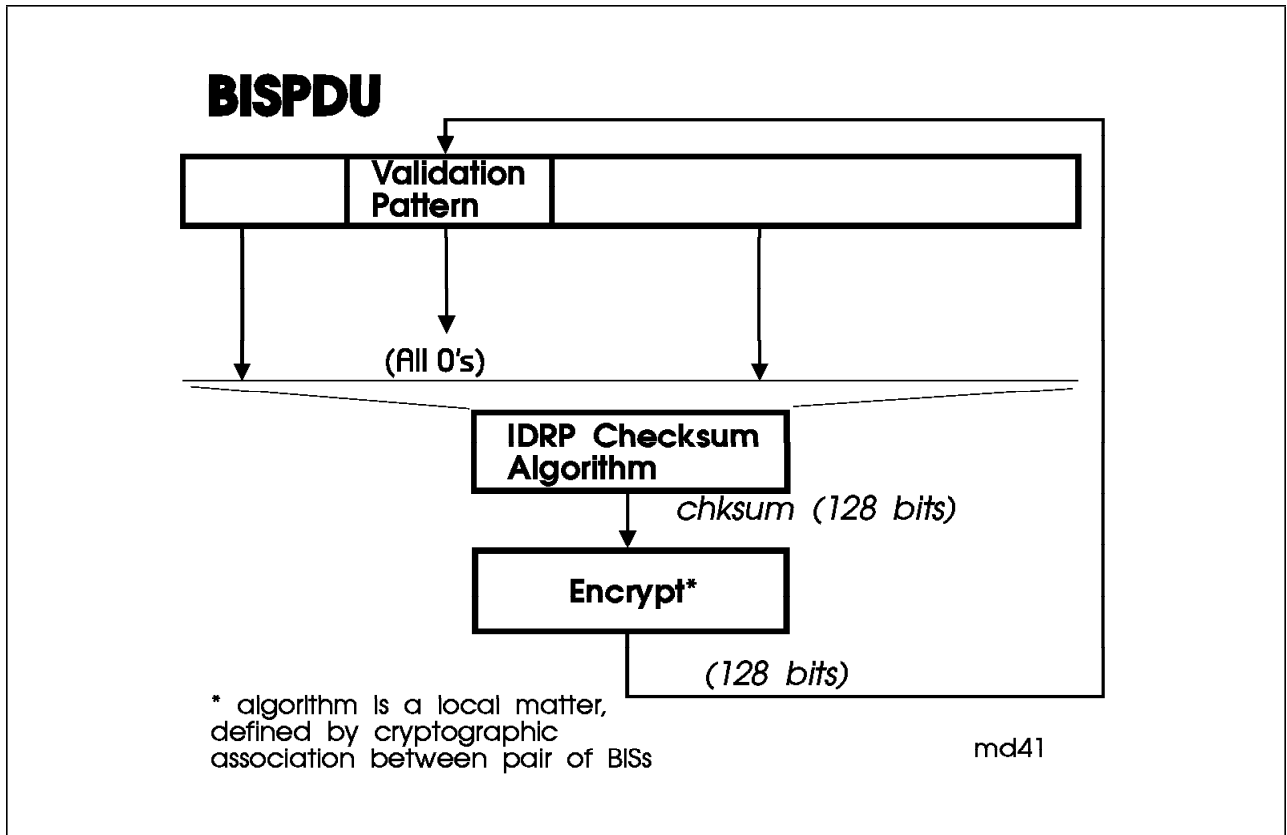 BISPDU
Validation
Pattern
(All 0's)
IDRP Checksum
Algorithm
chksum (128 bits)
Encrypt*
(128 bits)
* algorithm is a local matter,
defined by cryptographic
association between pair of BISs
md41